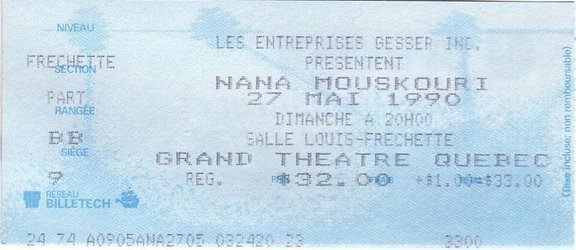 NIVEAU
FRECHETTE
SECTION
PART
RANGÉE
BB
SIÈGE
9
RÉSEAU
BILLETECH
LES ENTREPRISES GESSER INC.
PRESENTENT
NANA MOUSKOURI
27 MAI 1990
DIMANCHE A 20H00
SALLE LOUIS-FRECHETTE
GRAND THEATRE QUEBEC
REG. $32.00 +$1.00=$33.00
24 74 A0905ANA2705 032420 23 3300
(Taxe incluse; non remboursable)